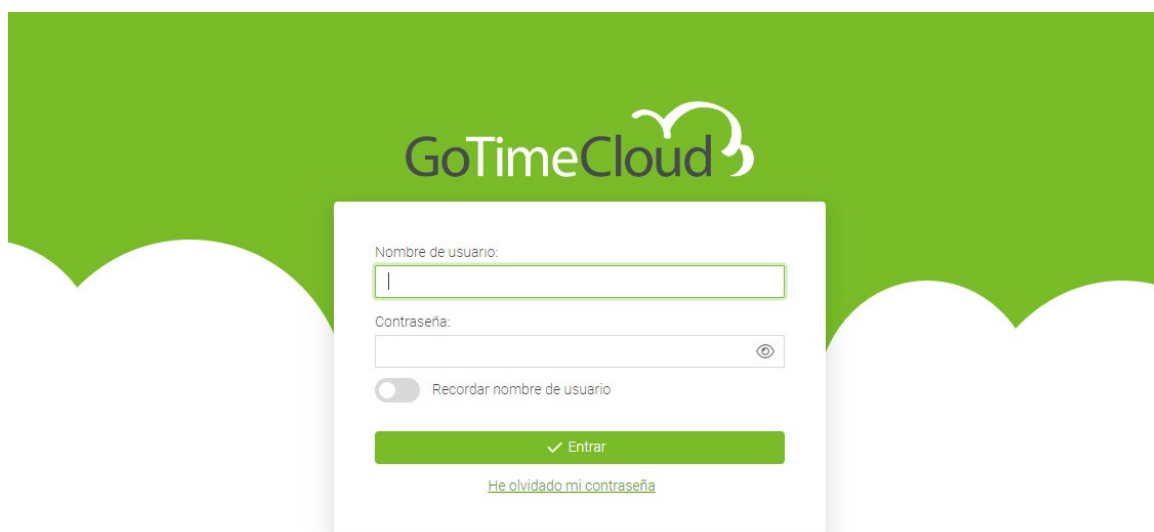 GoTimeCloud
Nombre de usuario:
Contraseña:
Recordar nombre de usuario
Entrar
He olvidado mi contraseña